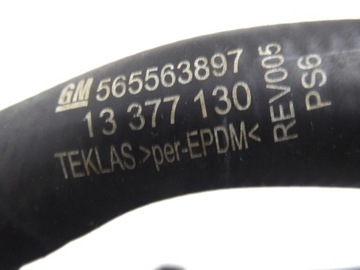 GM 565563897
13 377 130
TEKLAS >per-EPDM<
REV005
PS6